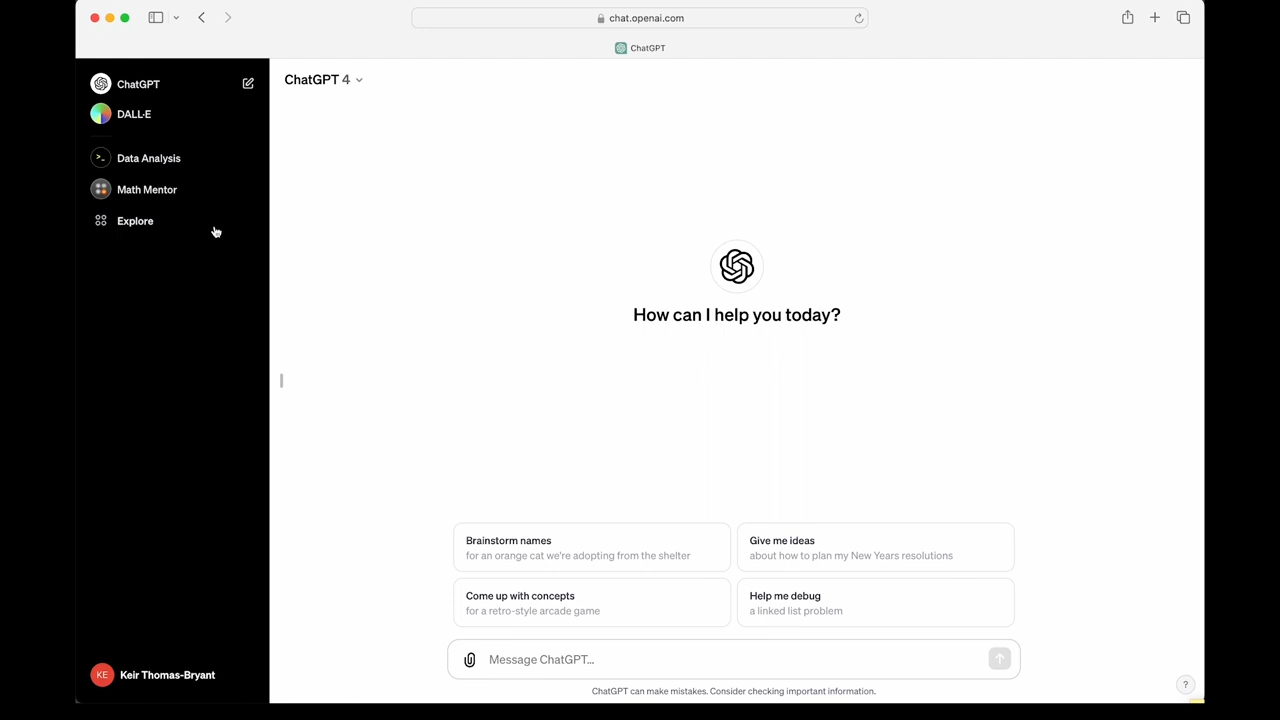 chat.openai.com
ChatGPT
ChatGPT
DALL·E
Data Analysis
Math Mentor
Explore
KE Keir Thomas-Bryant
ChatGPT 4
How can I help you today?
Brainstorm names
for an orange cat we're adopting from the shelter
Give me ideas
about how to plan my New Years resolutions
Come up with concepts
for a retro-style arcade game
Help me debug
a linked list problem
Message ChatGPT...
ChatGPT can make mistakes. Consider checking important information.
?